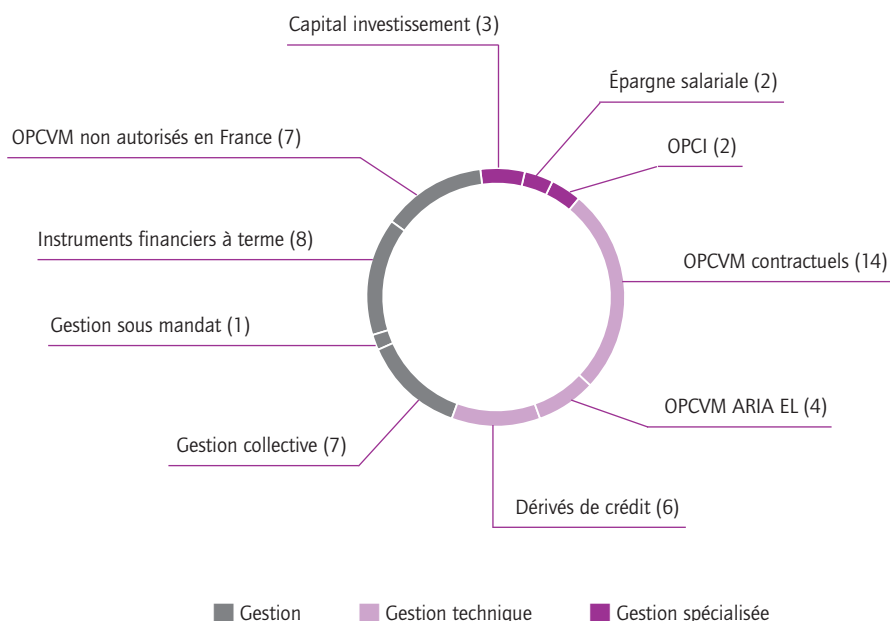 Capital investissement (3)
Épargne salariale (2)
OPCVM non autorisés en France (7)
OPCI (2)
Instruments financiers à terme (8)
OPCVM contractuels (14)
Gestion sous mandat (1)
OPCVM ARIA EL (4)
Gestion collective (7)
Dérivés de crédit (6)
Gestion
Gestion technique
Gestion spécialisée